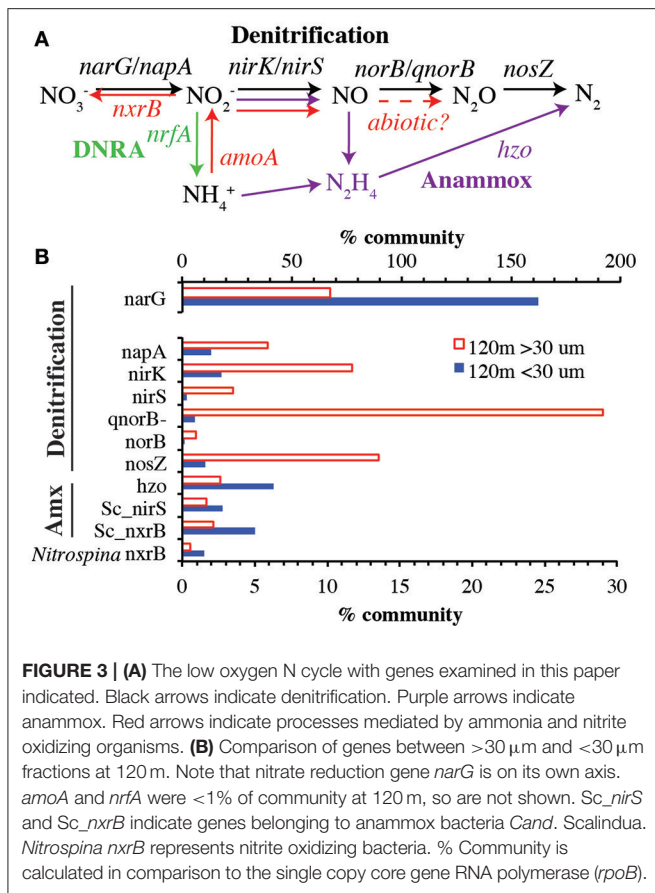 A
Denitrification
narG/napA nirK/nirS norB/qnorB nosZ
NO₃⁻ NO₂⁻ NO N₂O N₂
nxrB abiotic?
DNRA nrfA amoA hzo
NH₄⁺ N₂H₄ Anammox
B
% community
0 50 100 150 200
Denitrification
narG
napA
nirK
nirS
qnorB-
norB
nosZ
Amx
hzo
Sc_nirS
Sc_nxrB
Nitrospina nxrB
120m >30 um
120m <30 um
0 5 10 15 20 25 30
% community
FIGURE 3 | (A) The low oxygen N cycle with genes examined in this paper
indicated. Black arrows indicate denitrification. Purple arrows indicate
anammox. Red arrows indicate processes mediated by ammonia and nitrite
oxidizing organisms. (B) Comparison of genes between >30 μm and <30 μm
fractions at 120 m. Note that nitrate reduction gene narG is on its own axis.
amoA and nrfA were <1% of community at 120 m, so are not shown. Sc_nirS
and Sc_nxrB indicate genes belonging to anammox bacteria Cand. Scalindua.
Nitrospina nxrB represents nitrite oxidizing bacteria. % Community is
calculated in comparison to the single copy core gene RNA polymerase (rpoB).